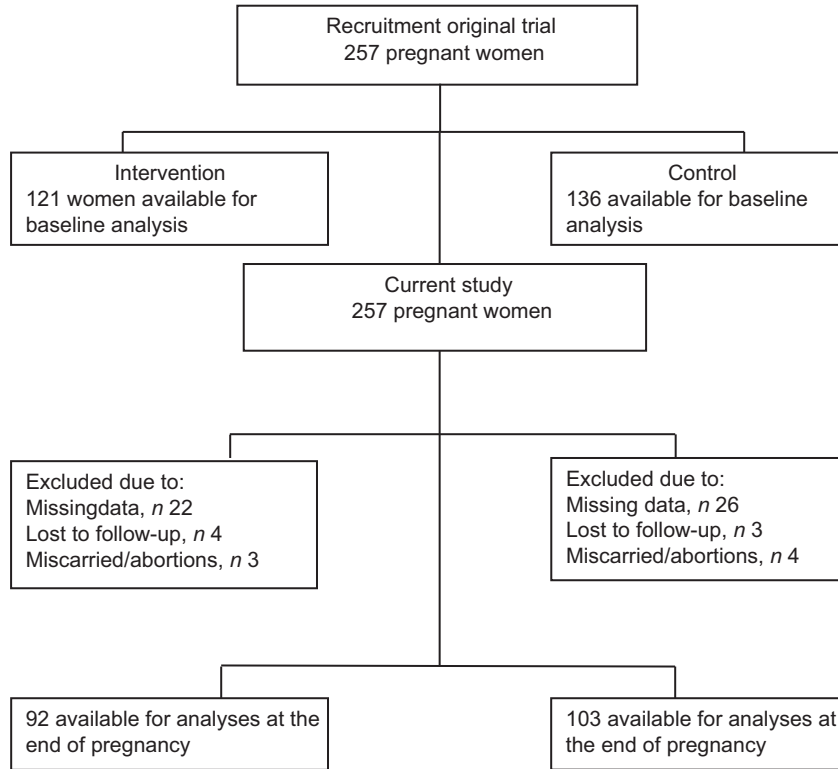 Recruitment original trial
257 pregnant women
Intervention
121 women available for
baseline analysis
Control
136 available for baseline
analysis
Current study
257 pregnant women
Excluded due to:
Missingdata, n 22
Lost to follow-up, n 4
Miscarried/abortions, n 3
Excluded due to:
Missing data, n 26
Lost to follow-up, n 3
Miscarried/abortions, n 4
92 available for analyses at the
end of pregnancy
103 available for analyses at
the end of pregnancy